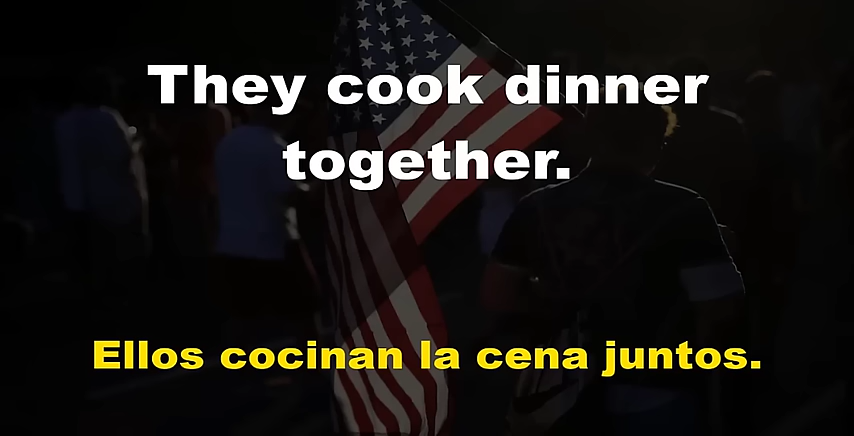 They cook dinner
together.
Ellos cocinan la cena juntos.